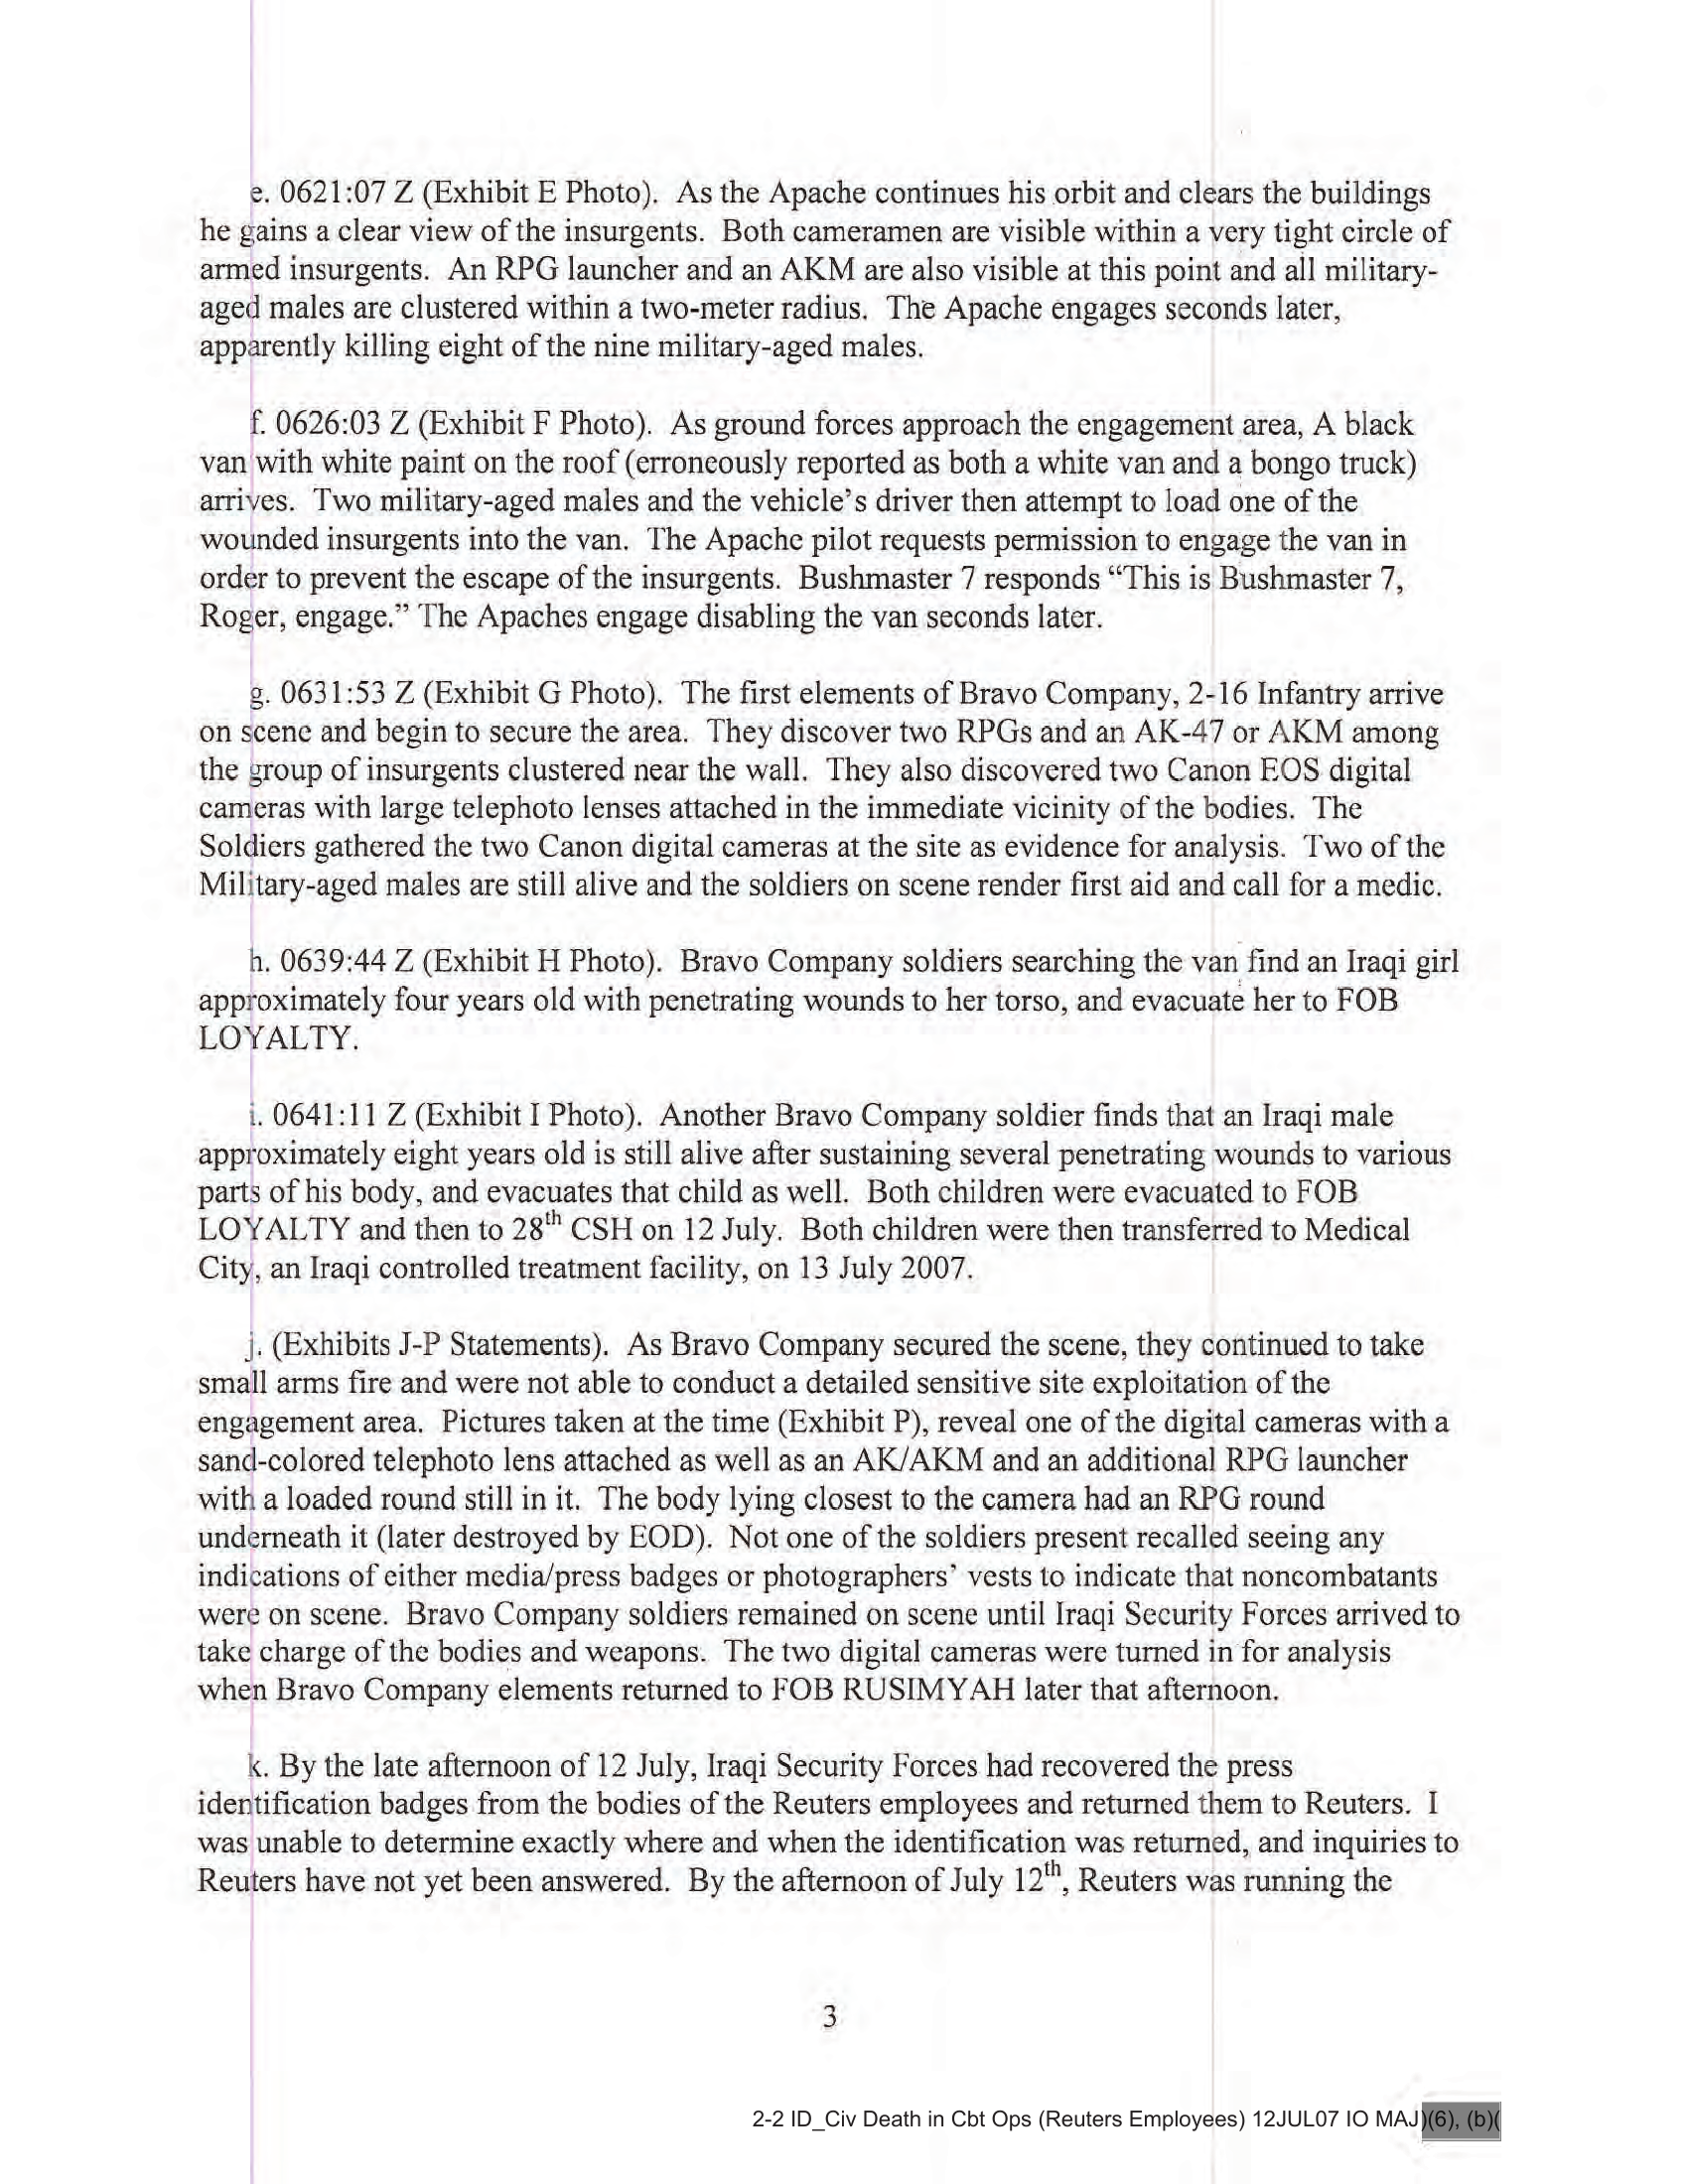 e. 0621:07 Z (Exhibit E Photo). As the Apache continues his orbit and clears the buildings
he gains a clear view of the insurgents. Both cameramen are visible within a very tight circle of
armed insurgents. An RPG launcher and an AKM are also visible at this point and all military-
aged males are clustered within a two-meter radius. The Apache engages seconds later,
apparently killing eight of the nine military-aged males.
f. 0626:03 Z (Exhibit F Photo). As ground forces approach the engagement area, A black
van with white paint on the roof (erroneously reported as both a white van and a bongo truck)
arrives. Two military-aged males and the vehicle's driver then attempt to load one of the
wounded insurgents into the van. The Apache pilot requests permission to engage the van in
order to prevent the escape of the insurgents. Bushmaster 7 responds “This is Bushmaster 7,
Roger, engage.” The Apaches engage disabling the van seconds later.
g. 0631:53 Z (Exhibit G Photo). The first elements of Bravo Company, 2-16 Infantry arrive
on scene and begin to secure the area. They discover two RPGs and an AK-47 or AKM among
the group of insurgents clustered near the wall. They also discovered two Canon EOS digital
cameras with large telephoto lenses attached in the immediate vicinity of the bodies. The
Soldiers gathered the two Canon digital cameras at the site as evidence for analysis. Two of the
Military-aged males are still alive and the soldiers on scene render first aid and call for a medic.
h. 0639:44 Z (Exhibit H Photo). Bravo Company soldiers searching the van find an Iraqi girl
approximately four years old with penetrating wounds to her torso, and evacuate her to FOB
LOYALTY.
i. 0641:11 Z (Exhibit I Photo). Another Bravo Company soldier finds that an Iraqi male
approximately eight years old is still alive after sustaining several penetrating wounds to various
parts of his body, and evacuates that child as well. Both children were evacuated to FOB
LOYALTY and then to 28th CSH on 12 July. Both children were then transferred to Medical
City, an Iraqi controlled treatment facility, on 13 July 2007.
j. (Exhibits J-P Statements). As Bravo Company secured the scene, they continued to take
small arms fire and were not able to conduct a detailed sensitive site exploitation of the
engagement area. Pictures taken at the time (Exhibit P), reveal one of the digital cameras with a
sand-colored telephoto lens attached as well as an AK/AKM and an additional RPG launcher
with a loaded round still in it. The body lying closest to the camera had an RPG round
underneath it (later destroyed by EOD). Not one of the soldiers present recalled seeing any
indications of either media/press badges or photographers' vests to indicate that noncombatants
were on scene. Bravo Company soldiers remained on scene until Iraqi Security Forces arrived to
take charge of the bodies and weapons. The two digital cameras were turned in for analysis
when Bravo Company elements returned to FOB RUSIMYAH later that afternoon.
k. By the late afternoon of 12 July, Iraqi Security Forces had recovered the press
identification badges from the bodies of the Reuters employees and returned them to Reuters. I
was unable to determine exactly where and when the identification was returned, and inquiries to
Reuters have not yet been answered. By the afternoon of July 12th, Reuters was running the
3
2-2 ID_Civ Death in Cbt Ops (Reuters Employees) 12JUL07 IO MAJ)(6), (b)(